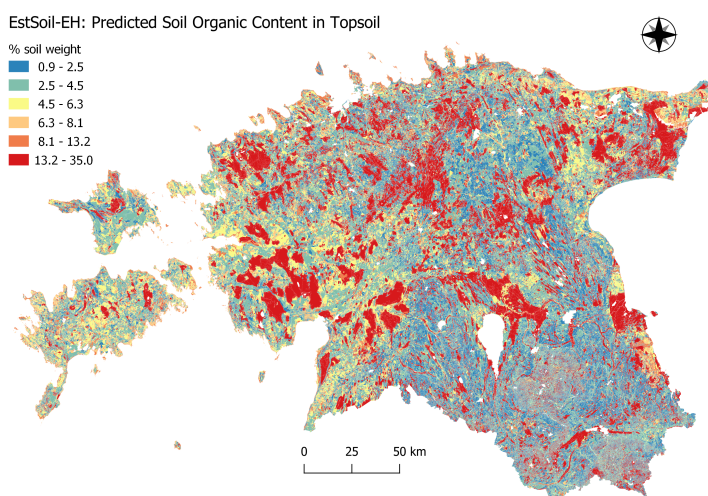 EstSoil-EH: Predicted Soil Organic Content in Topsoil
% soil weight
0.9 - 2.5
2.5 - 4.5
4.5 - 6.3
6.3 - 8.1
8.1 - 13.2
13.2 - 35.0
0 25 50 km